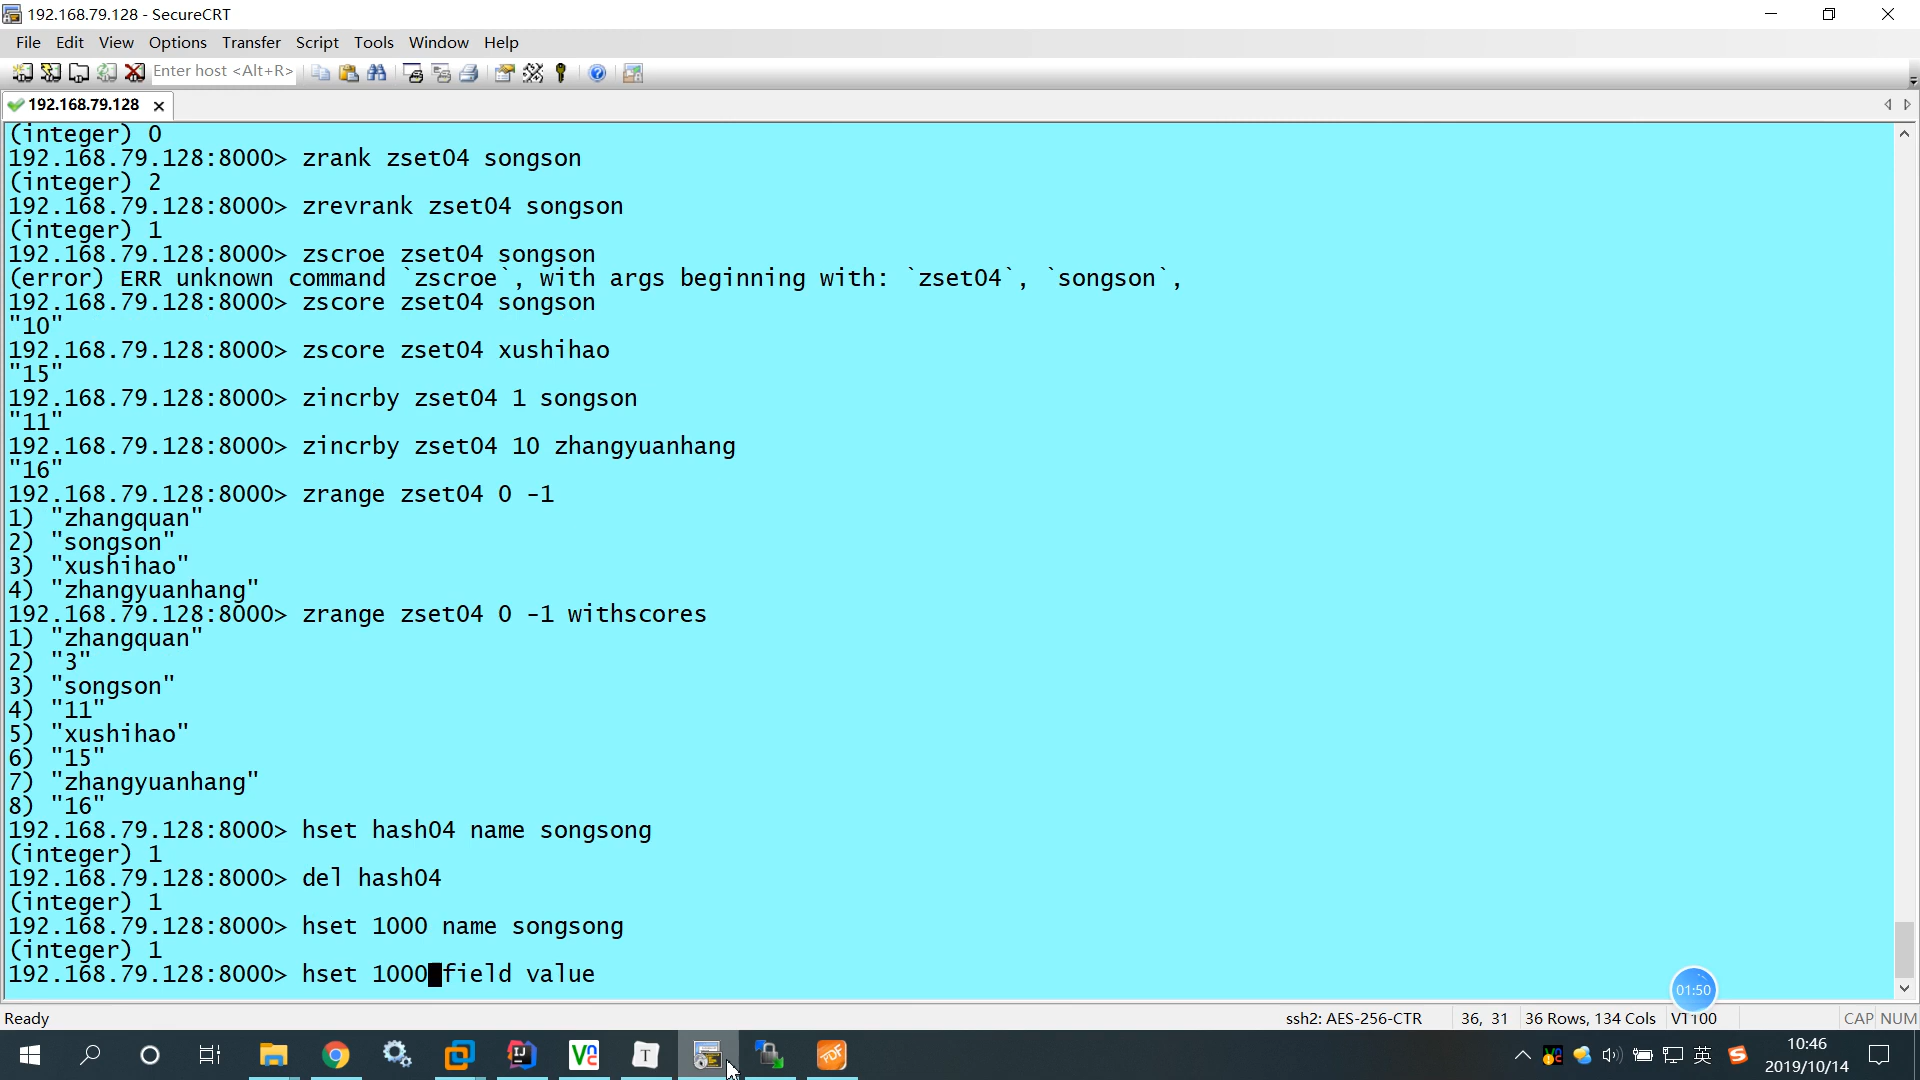 192.168.79.128 - SecureCRT
File Edit View Options Transfer Script Tools Window Help
Enter host <Alt+R>
192.168.79.128
(integer) 0
192.168.79.128:8000> zrank zset04 songson
(integer) 2
192.168.79.128:8000> zrevrank zset04 songson
(integer) 1
192.168.79.128:8000> zscroe zset04 songson
(error) ERR unknown command `zscroe`, with args beginning with: `zset04`, `songson`,
192.168.79.128:8000> zscore zset04 songson
"10"
192.168.79.128:8000> zscore zset04 xushihao
"15"
192.168.79.128:8000> zincrby zset04 1 songson
"11"
192.168.79.128:8000> zincrby zset04 10 zhangyuanhang
"16"
192.168.79.128:8000> zrange zset04 0 -1
1) "zhangquan"
2) "songson"
3) "xushihao"
4) "zhangyuanhang"
192.168.79.128:8000> zrange zset04 0 -1 withscores
1) "zhangquan"
2) "3"
3) "songson"
4) "11"
5) "xushihao"
6) "15"
7) "zhangyuanhang"
8) "16"
192.168.79.128:8000> hset hash04 name songsong
(integer) 1
192.168.79.128:8000> del hash04
(integer) 1
192.168.79.128:8000> hset 1000 name songsong
(integer) 1
192.168.79.128:8000> hset 1000 field value
01:50
Ready ssh2: AES-256-CTR 36, 31 36 Rows, 134 Cols VT100 CAP NUM
英
10:46
2019/10/14